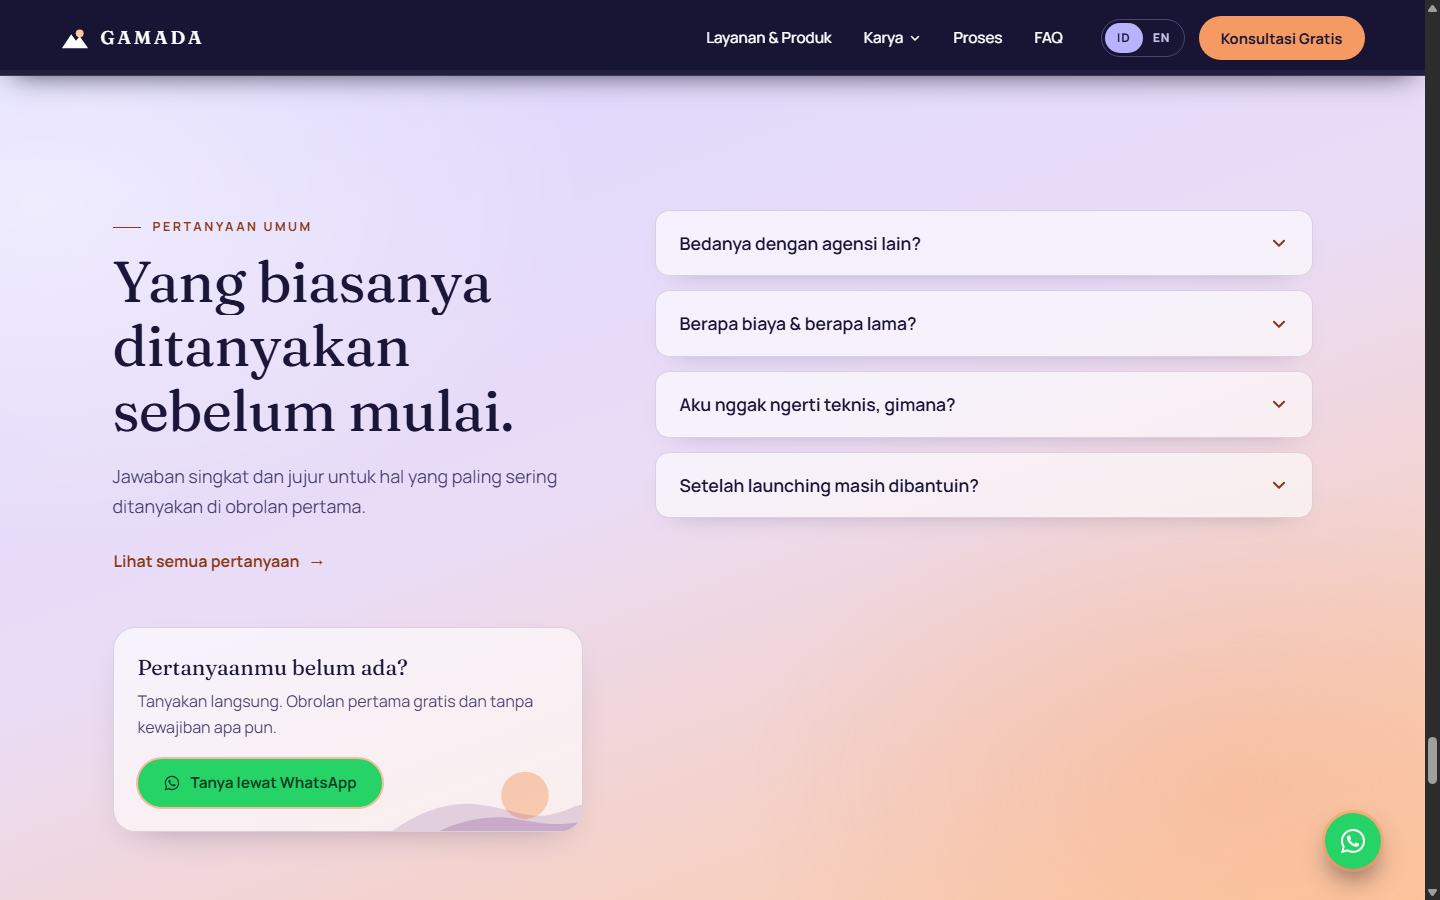 GAMADA
Layanan & Produk
Karya
Proses
FAQ
ID
EN
Konsultasi Gratis
PERTANYAAN UMUM
Yang biasanya
ditanyakan
sebelum mulai.
Jawaban singkat dan jujur untuk hal yang paling sering
ditanyakan di obrolan pertama.
Lihat semua pertanyaan →
Pertanyaanmu belum ada?
Tanyakan langsung. Obrolan pertama gratis dan tanpa
kewajiban apa pun.
Tanya lewat WhatsApp
Bedanya dengan agensi lain?
Berapa biaya & berapa lama?
Aku nggak ngerti teknis, gimana?
Setelah launching masih dibantuin?